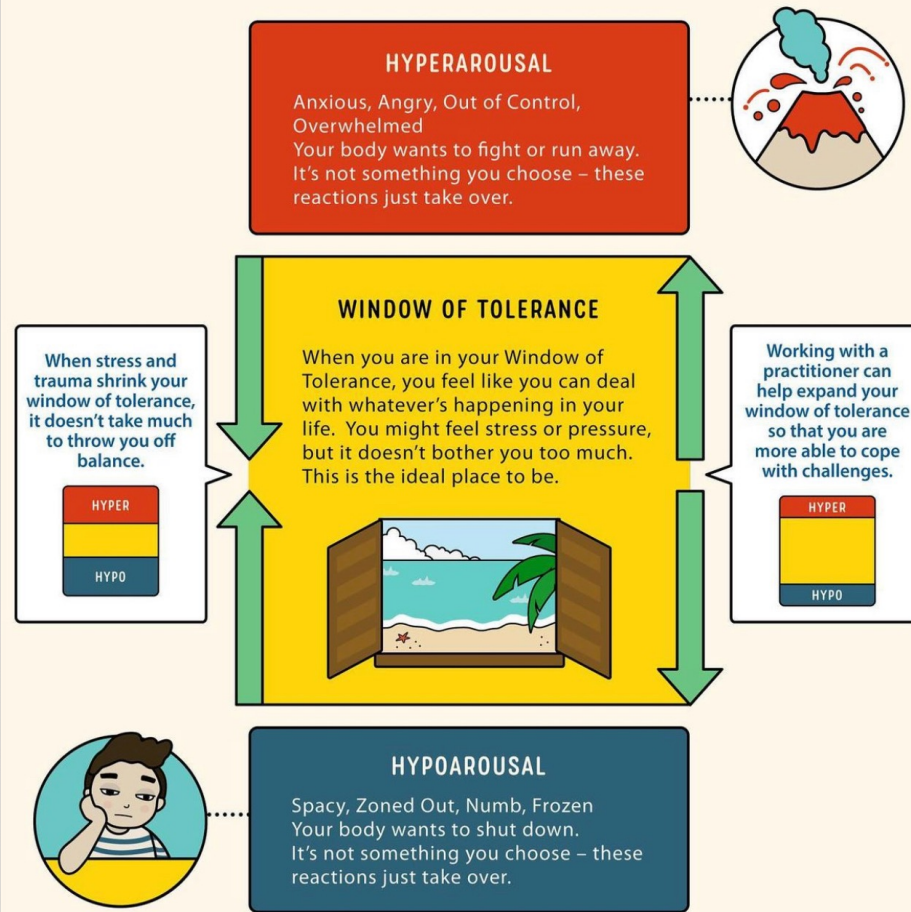 HYPERAROUSAL
Anxious, Angry, Out of Control,
Overwhelmed
Your body wants to fight or run away.
It’s not something you choose – these
reactions just take over.
WINDOW OF TOLERANCE
When you are in your Window of
Tolerance, you feel like you can deal
with whatever’s happening in your
life.  You might feel stress or pressure,
but it doesn’t bother you too much.
This is the ideal place to be.
When stress and
trauma shrink your
window of tolerance,
it doesn’t take much
to throw you off
balance.
HYPER
HYPO
Working with a
practitioner can
help expand your
window of tolerance
so that you are
more able to cope
with challenges.
HYPER
HYPO
HYPOAROUSAL
Spacy, Zoned Out, Numb, Frozen
Your body wants to shut down.
It’s not something you choose – these
reactions just take over.